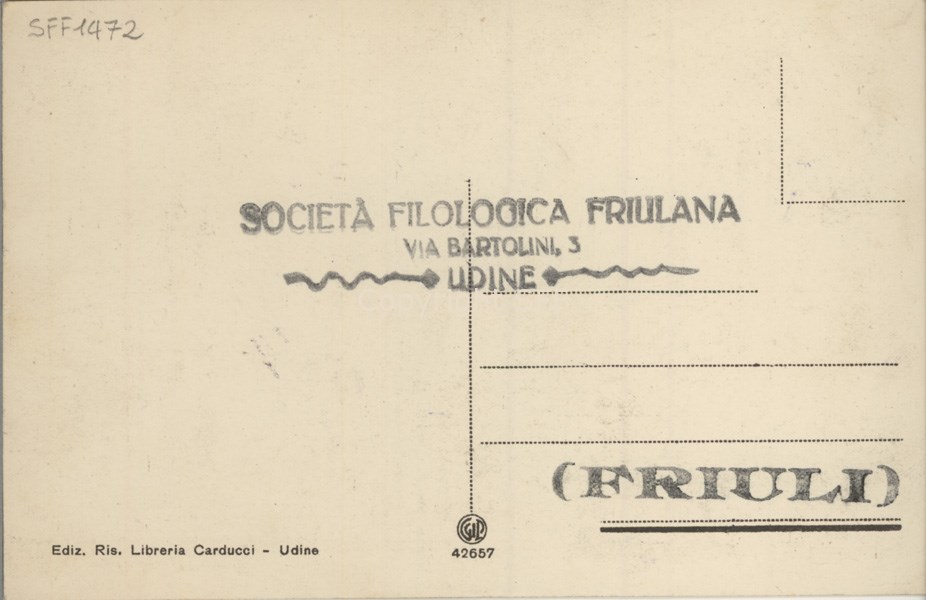 SFF1472
SOCIETÀ FILOLOGICA FRIULANA
VIA BARTOLINI, 3
UDINE
(FRIULI)
Ediz. Ris. Libreria Carducci - Udine
42657